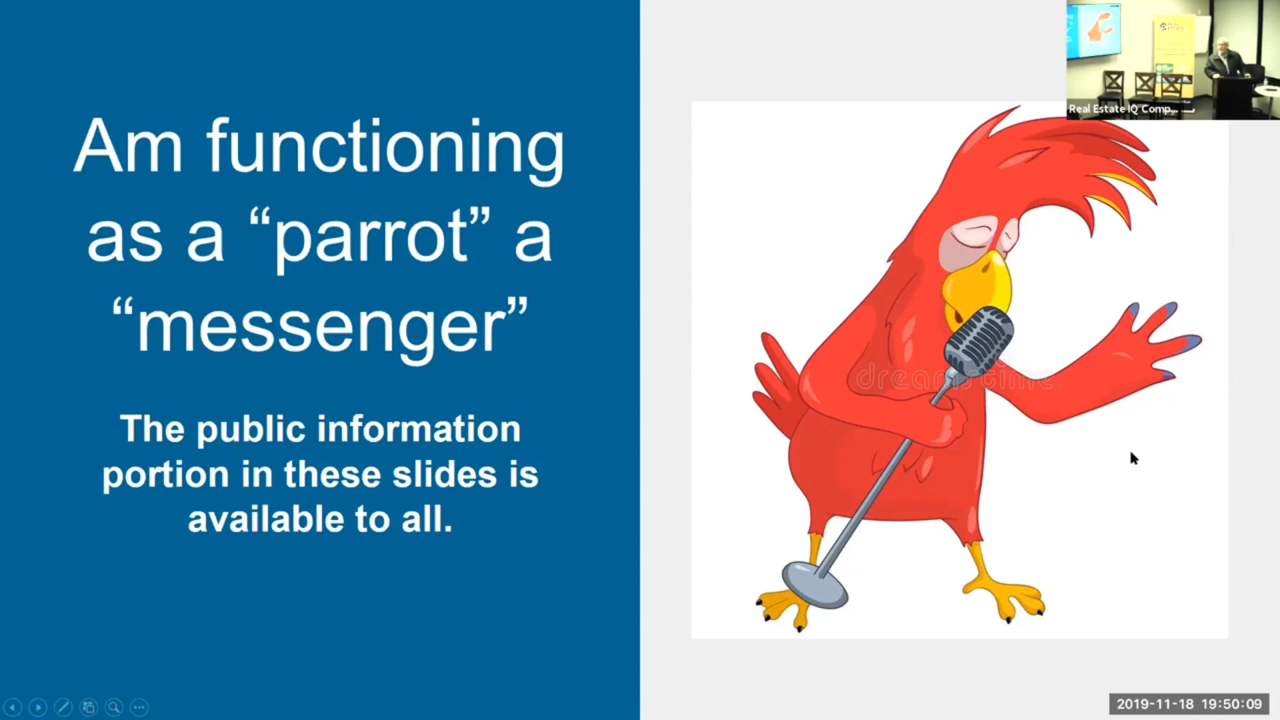 Am functioning
as a “parrot” a
“messenger”
The public information
portion in these slides is
available to all.
dreamstime
Real Estate IQ Comp...
2019-11-18 19:50:09